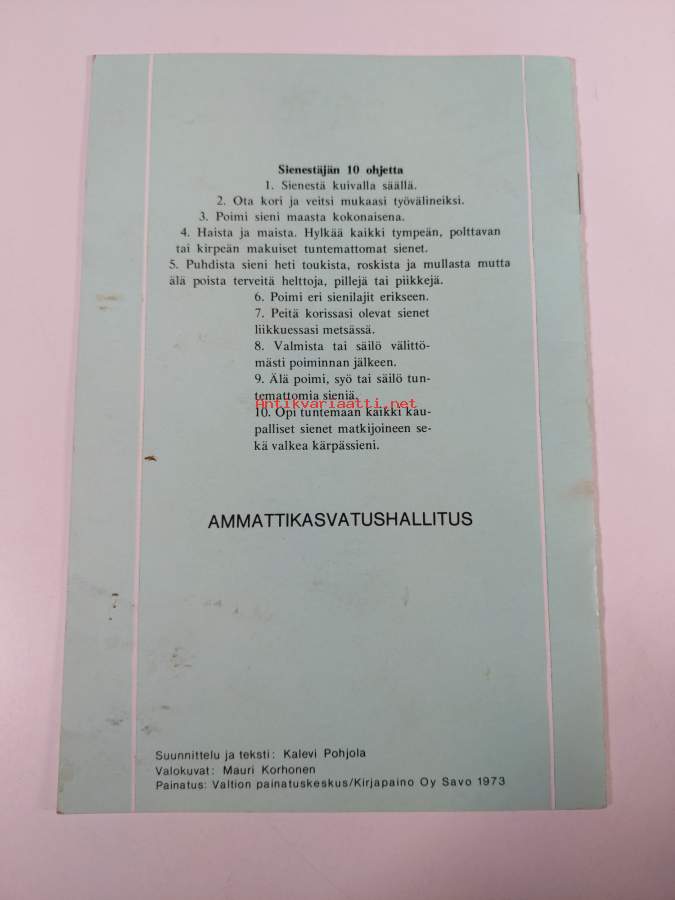 Sienestäjän 10 ohjetta
1. Sienestä kuivalla säällä.
2. Ota kori ja veitsi mukaasi työvälineiksi.
3. Poimi sieni maasta kokonaisena.
4. Haista ja maista. Hylkää kaikki tympeän, polttavan
tai kirpeän makuiset tuntemattomat sienet.
5. Puhdista sieni heti toukista, roskista ja mullasta mutta
älä poista terveitä helttoja, pillejä tai piikkejä.
6. Poimi eri sienilajit erikseen.
7. Peitä korissasi olevat sienet
liikkuessasi metsässä.
8. Valmista tai säilö välittö-
mästi poiminnan jälkeen.
9. Älä poimi, syö tai säilö tun-
temattomia sieniä.
Antikvariaatti.net
10. Opi tuntemaan kaikki kau-
palliset sienet matkijoineen se-
kä valkea kärpässieni.
AMMATTIKASVATUSHALLITUS
Suunnittelu ja teksti: Kalevi Pohjola
Valokuvat: Mauri Korhonen
Painatus: Valtion painatuskeskus/Kirjapaino Oy Savo 1973